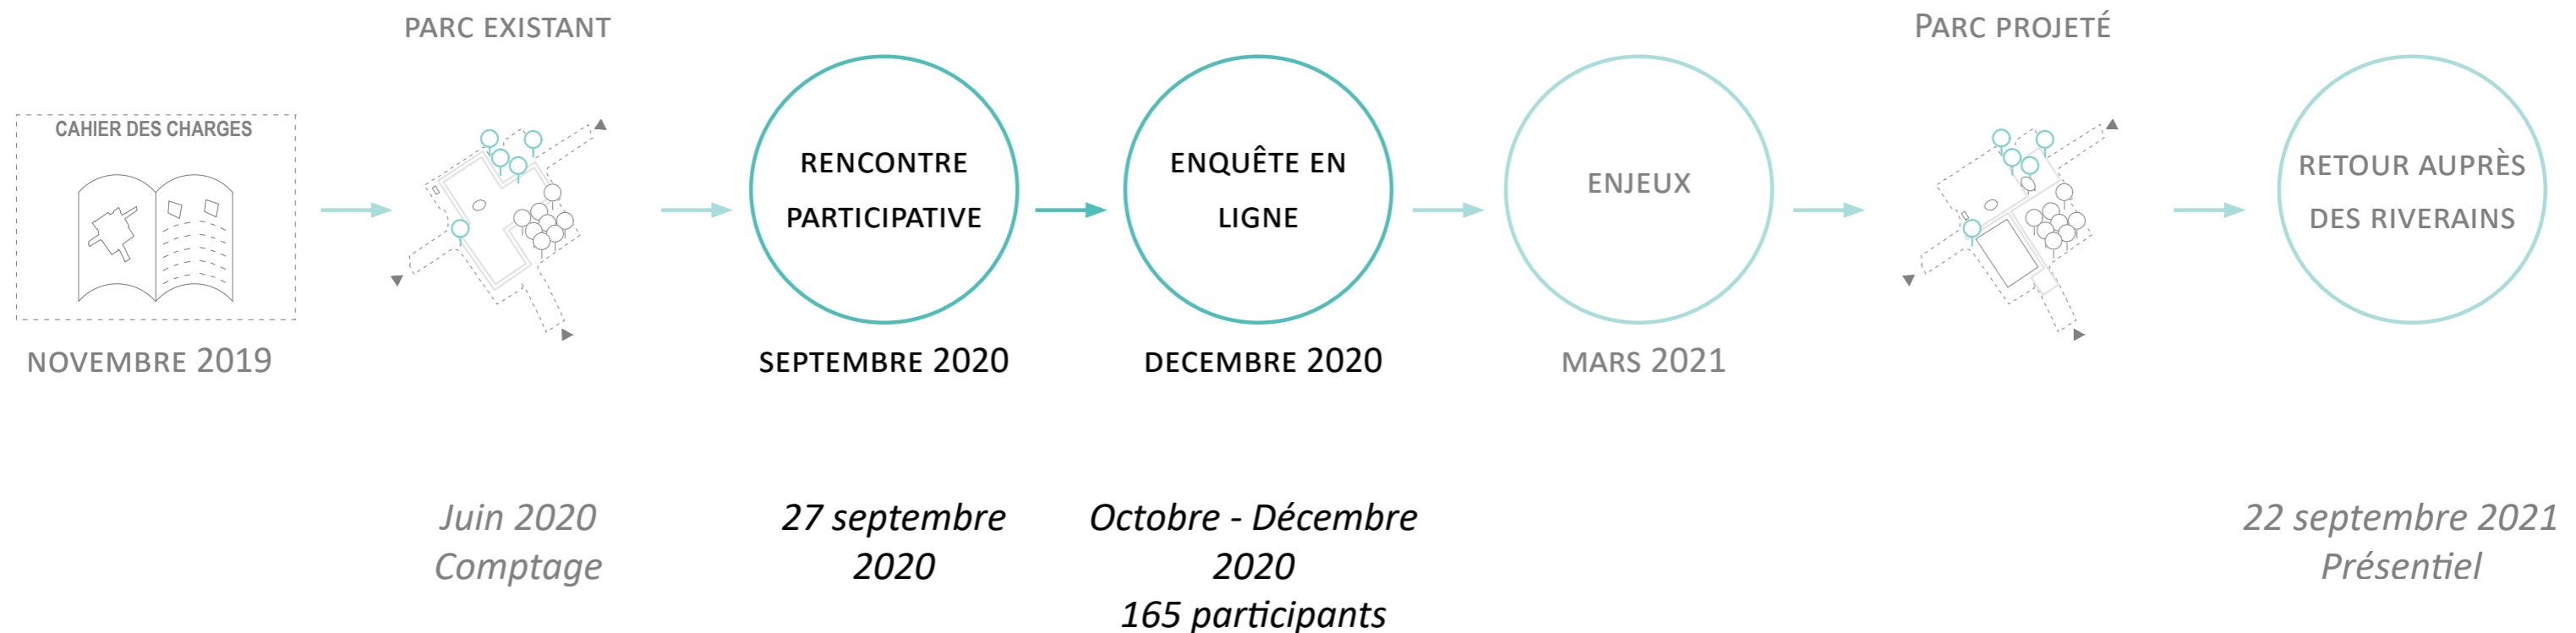 PARC EXISTANT
PARC PROJETÉ
CAHIER DES CHARGES
RENCONTRE
PARTICIPATIVE
ENQUÊTE EN
LIGNE
ENJEUX
RETOUR AUPRÈS
DES RIVERAINS
NOVEMBRE 2019
SEPTEMBRE 2020
DECEMBRE 2020
MARS 2021
Juin 2020
Comptage
27 septembre
2020
Octobre - Décembre
2020
165 participants
22 septembre 2021
Présentiel